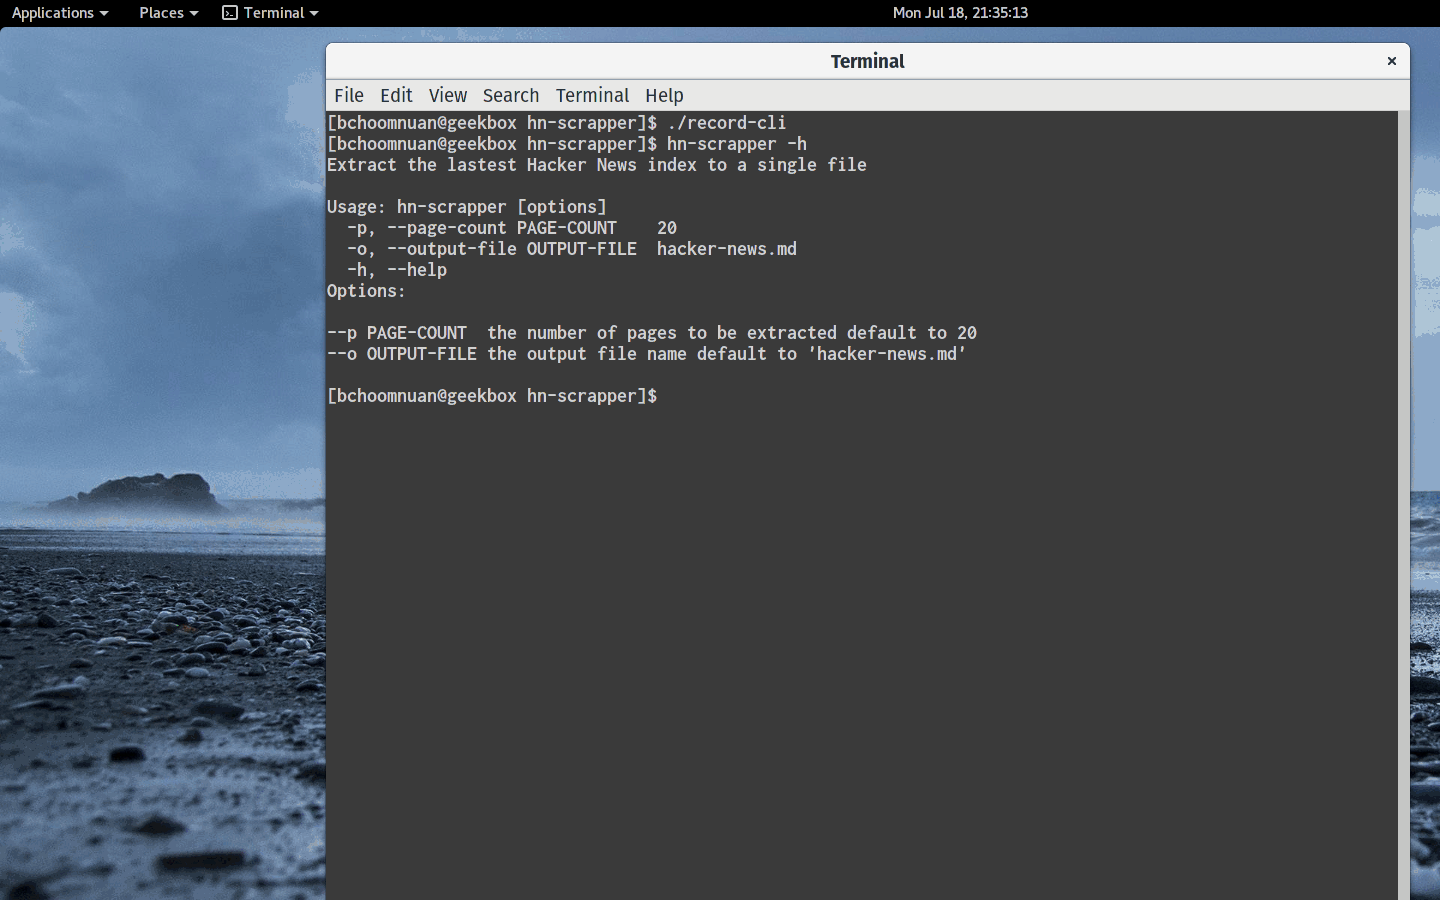 Applications Places Terminal Mon Jul 18, 21:35:13
Terminal ×
File Edit View Search Terminal Help
[bchoomnuan@geekbox hn-scrapper]$ ./record-cli
[bchoomnuan@geekbox hn-scrapper]$ hn-scrapper -h
Extract the lastest Hacker News index to a single file
Usage: hn-scrapper [options]
  -p, --page-count PAGE-COUNT    20
  -o, --output-file OUTPUT-FILE  hacker-news.md
  -h, --help
Options:
--p PAGE-COUNT  the number of pages to be extracted default to 20
--o OUTPUT-FILE the output file name default to 'hacker-news.md'
[bchoomnuan@geekbox hn-scrapper]$